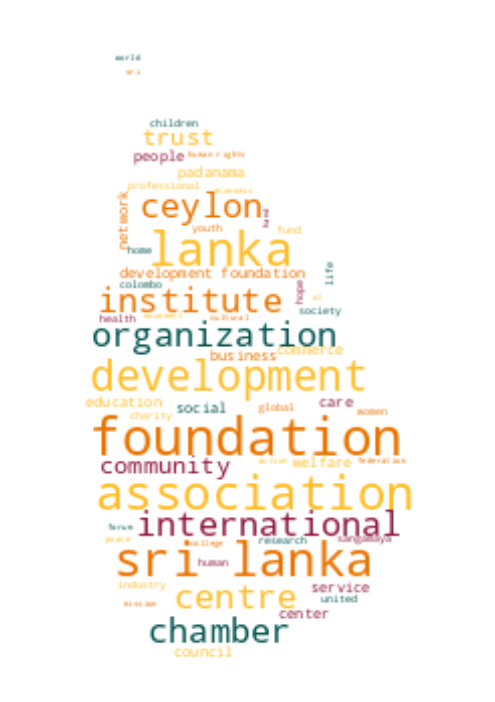 world
sri
children
trust
people human rights
padanama
professional economic
network ceylon fund
youth fund
home lanka
development foundation life
colombo hope
institute
society
health movement cultural
organization
business commerce
development
education social global care
charity women
foundation
community action welfare federation
association
forum international
peace college research sangamaya
sri lanka
human
industry service
centre united
mission center
chamber
council